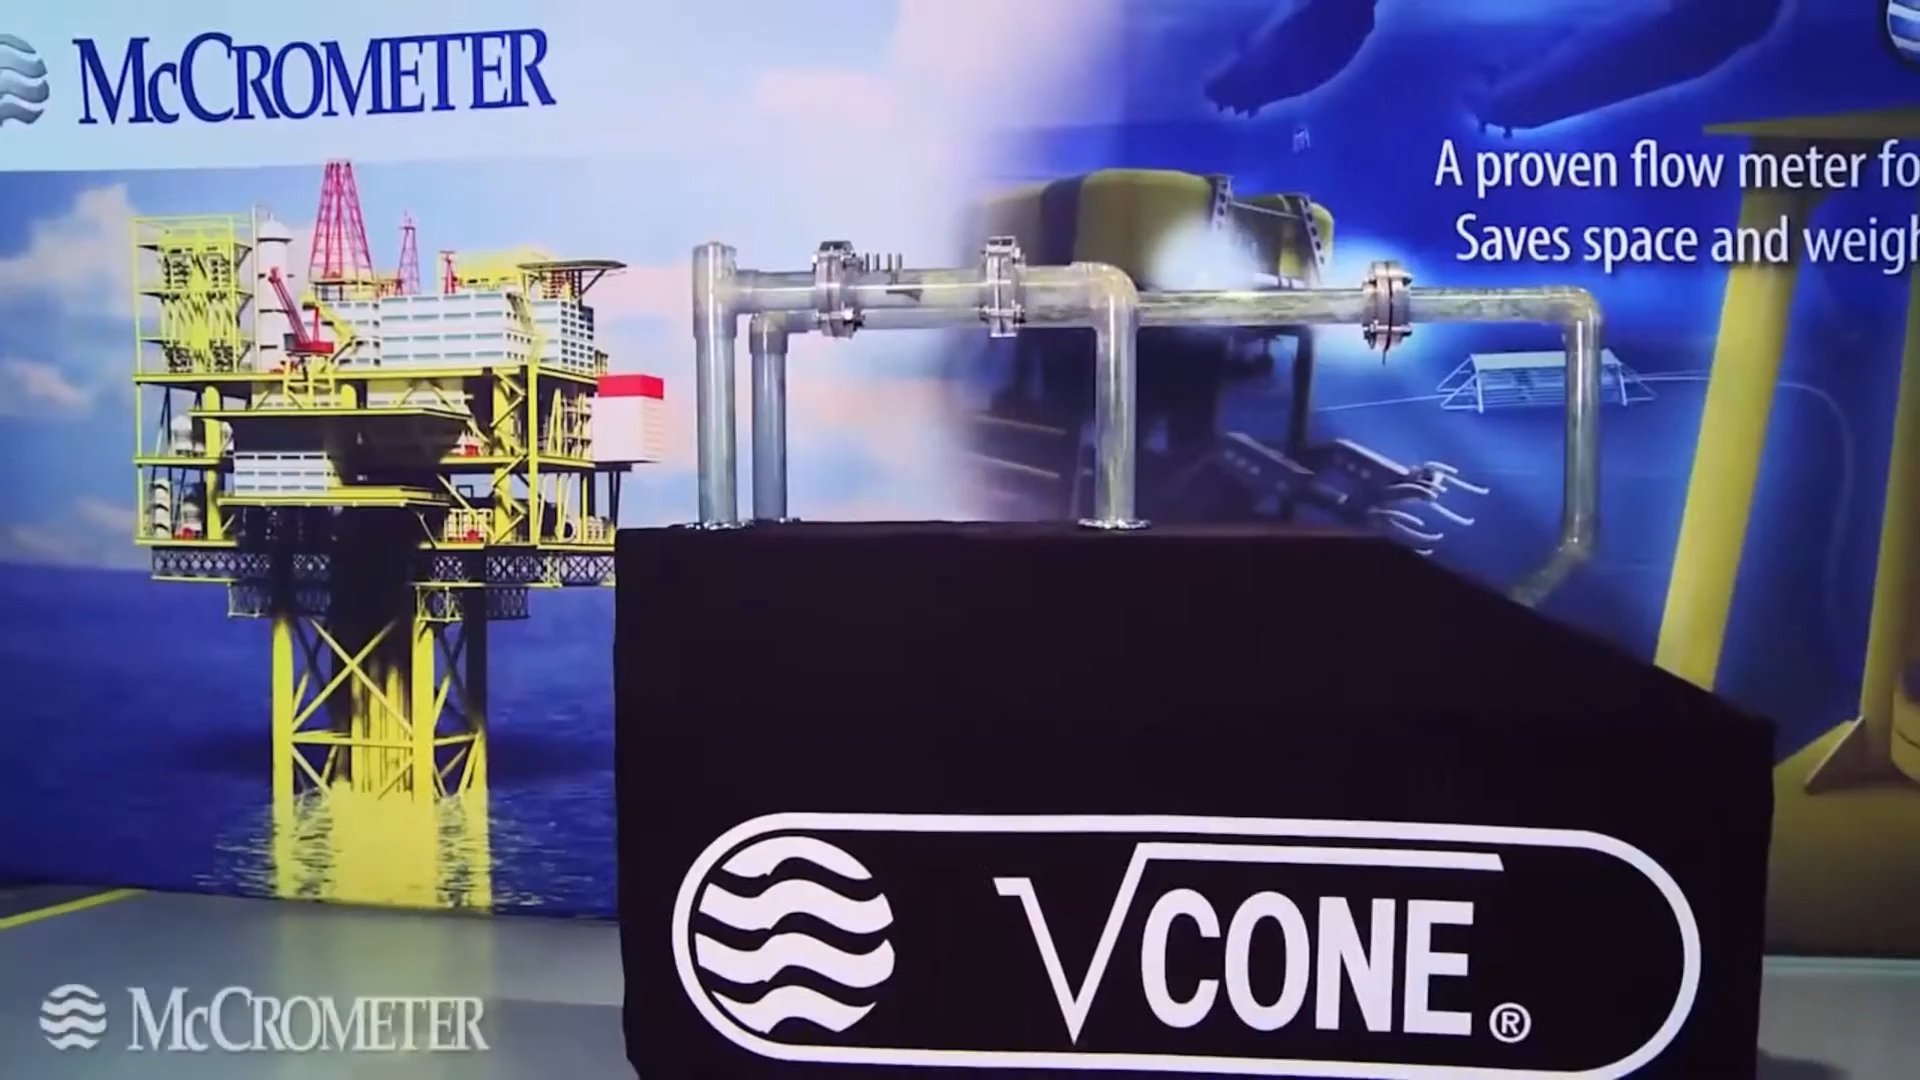 McCROMETER
A proven flow meter fo
Saves space and weigh
VCONE®
McCROMETER